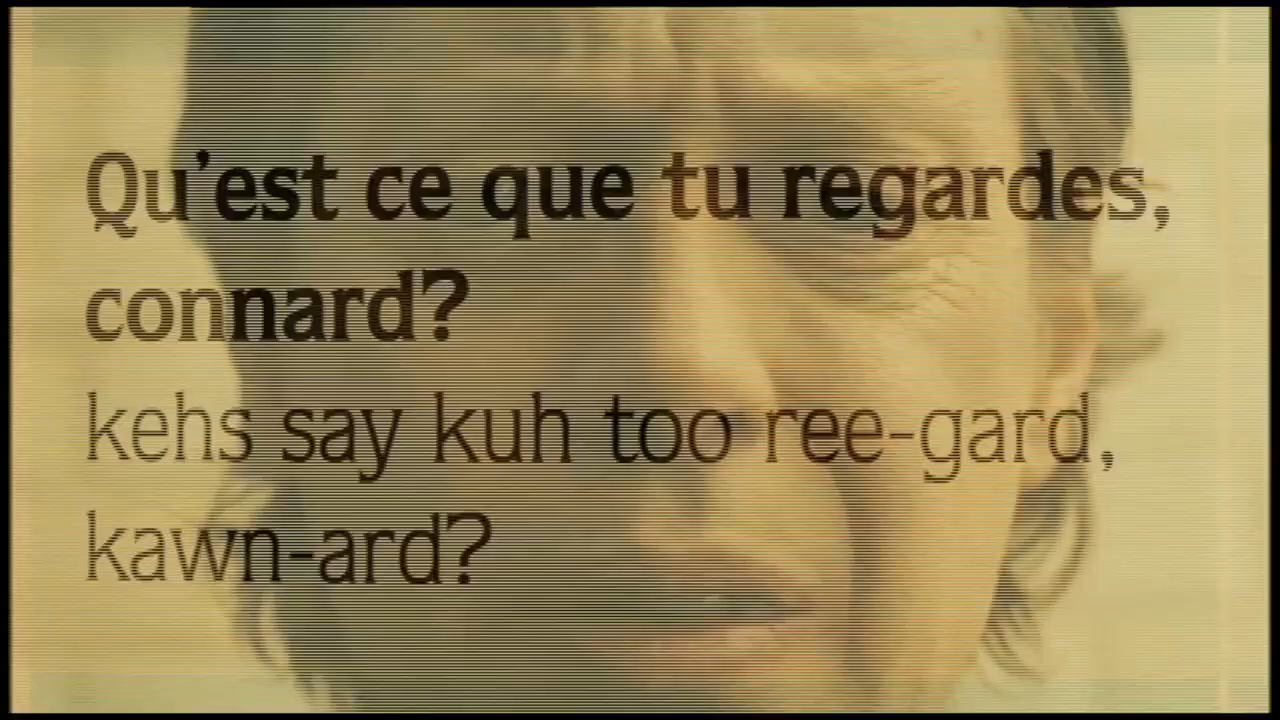 Qu'est ce que tu regardes,
connard?
kehs say kuh too ree-gard,
kawn-ard?